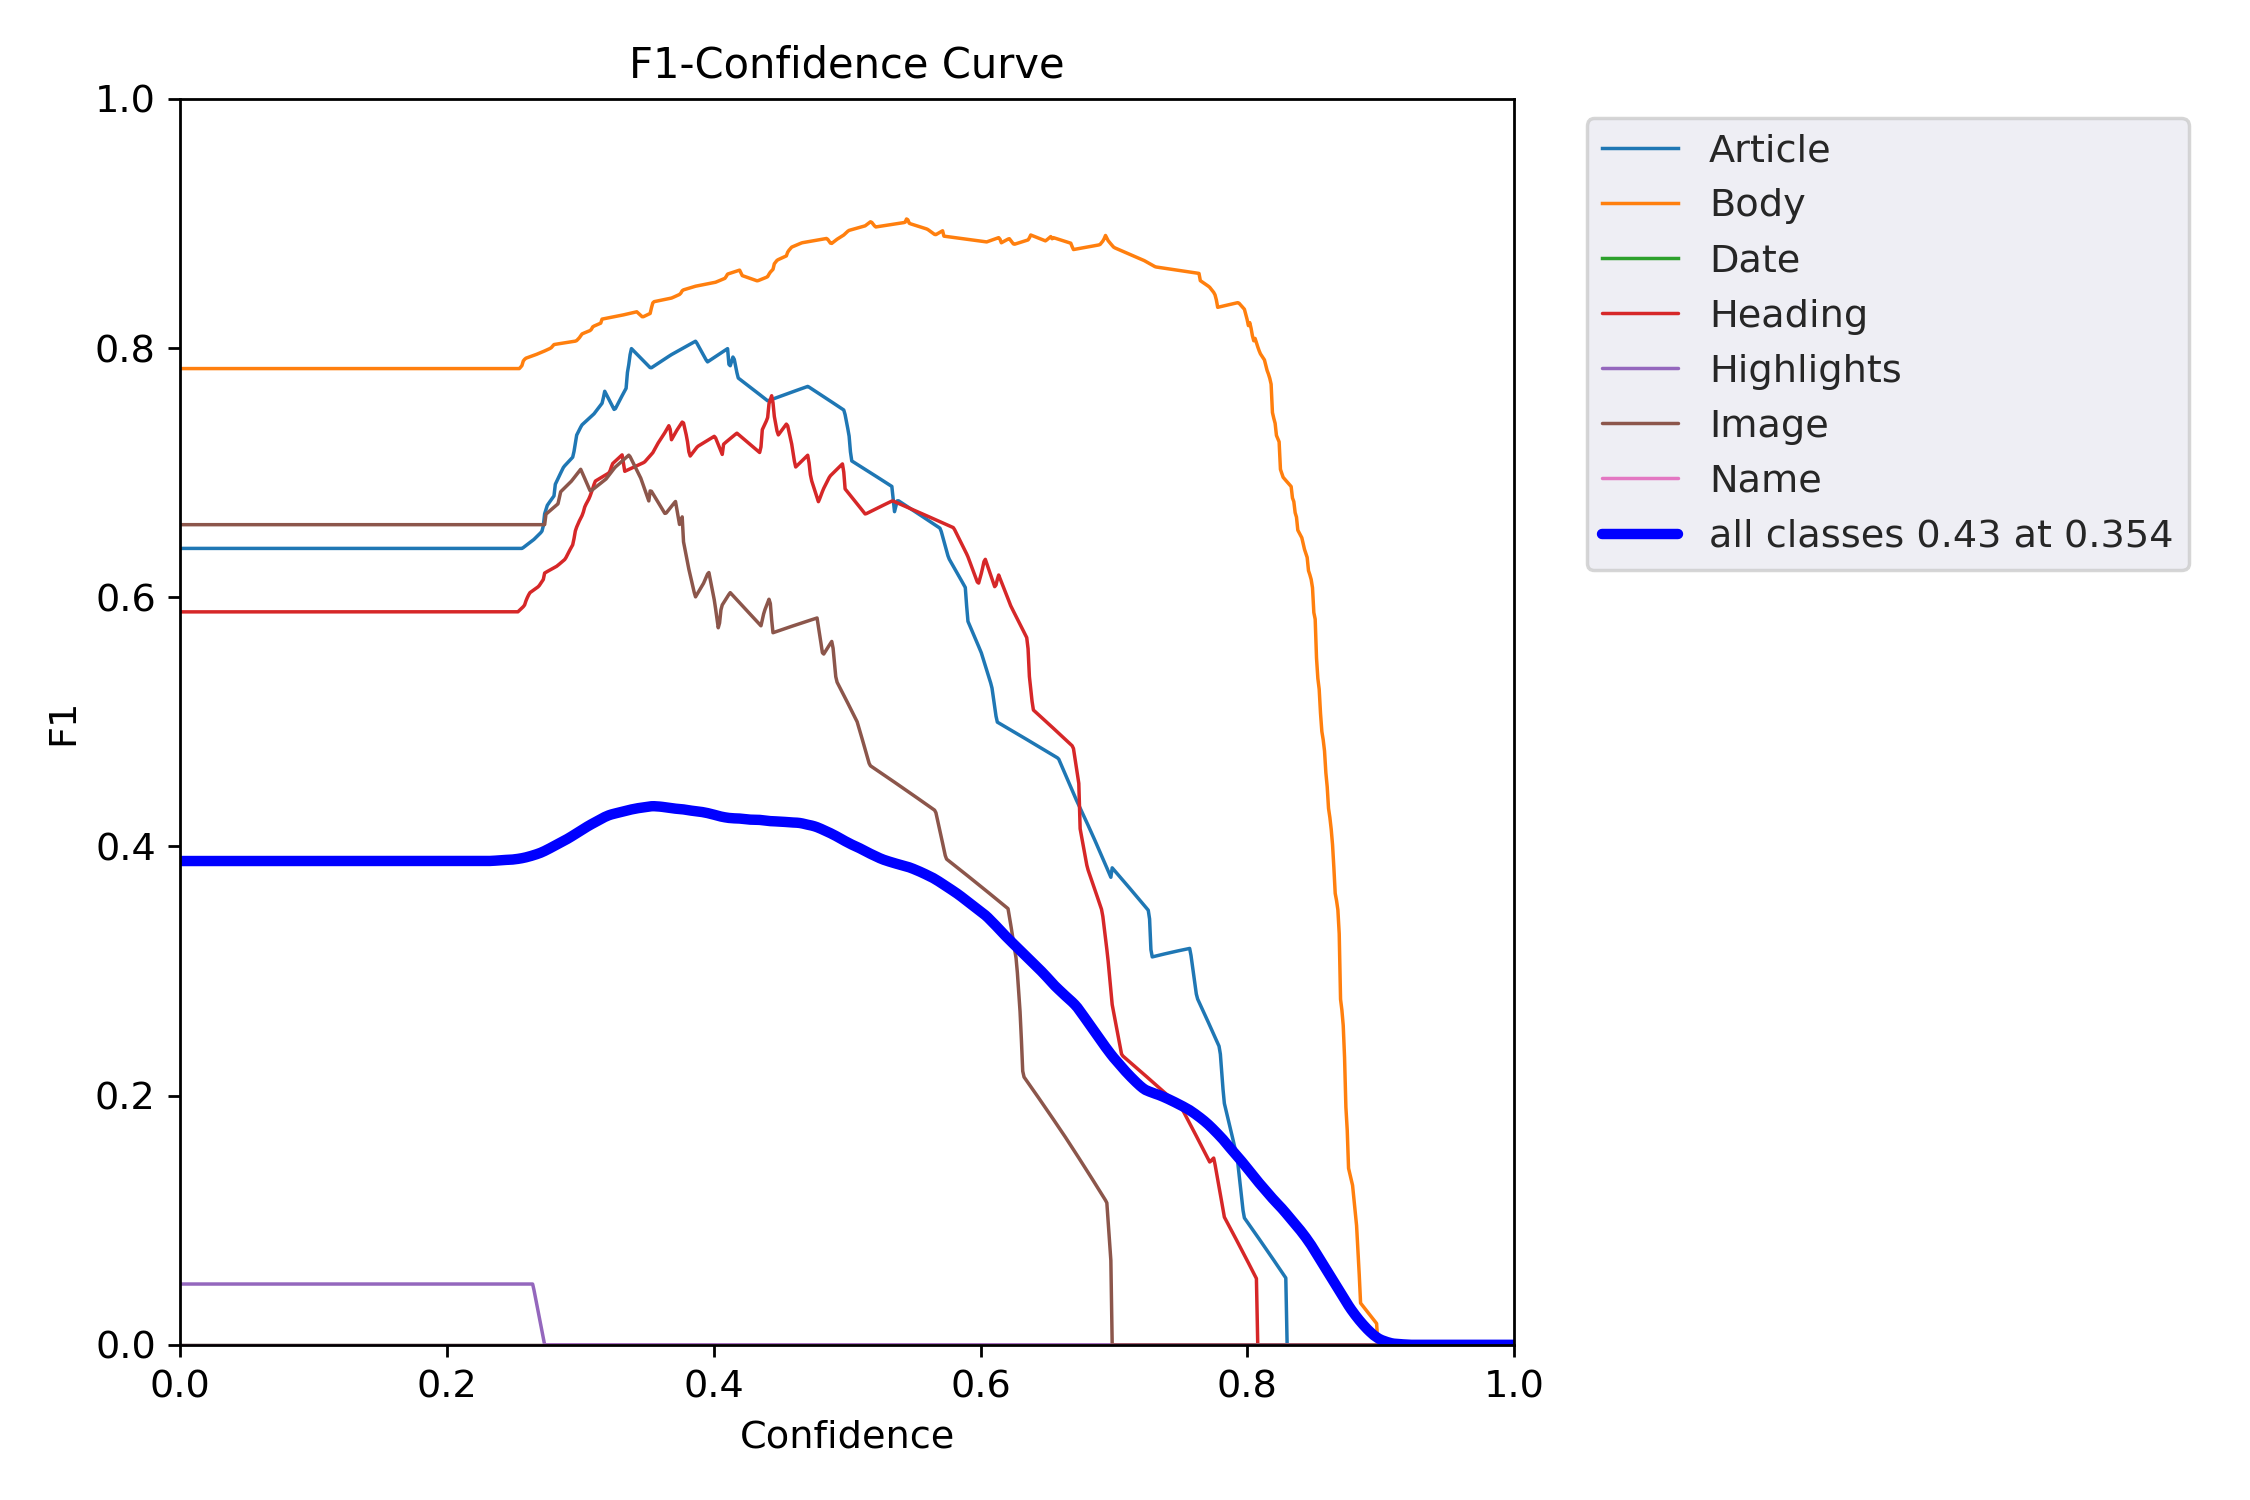 F1-Confidence Curve
1.0
0.8
0.6
0.4
0.2
0.0
F1
0.0 0.2 0.4 0.6 0.8 1.0
Confidence
Article
Body
Date
Heading
Highlights
Image
Name
all classes 0.43 at 0.354